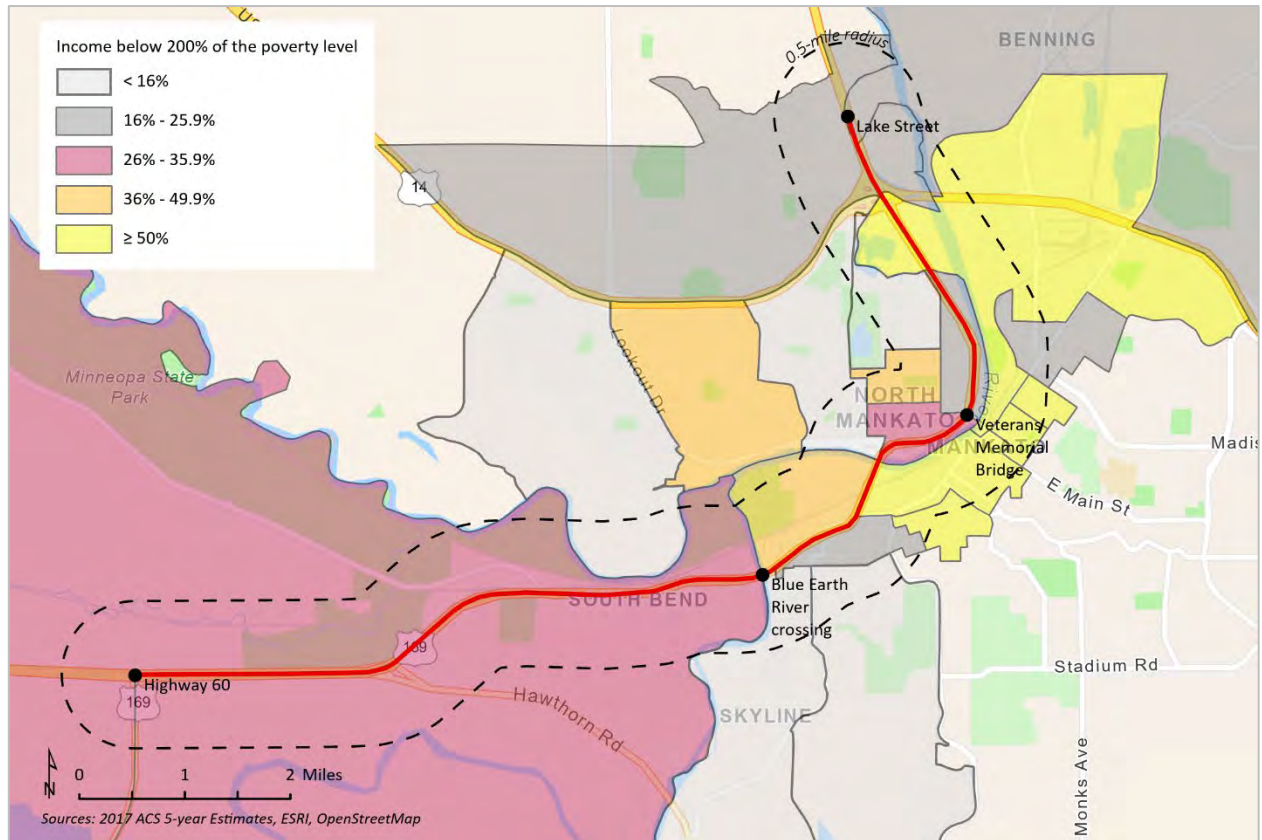 Income below 200% of the poverty level
< 16%
16% - 25.9%
26% - 35.9%
36% - 49.9%
≥ 50%
0.5-mile radius
BENNING
Lake Street
14
Lookout Dr
Minneopa State
Park
NORTH
MANKATO
River
Veterans
Memorial
Bridge
Madis
E Main St
Blue Earth
River
crossing
SOUTH BEND
169
Highway 60
169
Hawthorn Rd
SKYLINE
Stadium Rd
Monks Ave
N
0 1 2 Miles
Sources: 2017 ACS 5-year Estimates, ESRI, OpenStreetMap